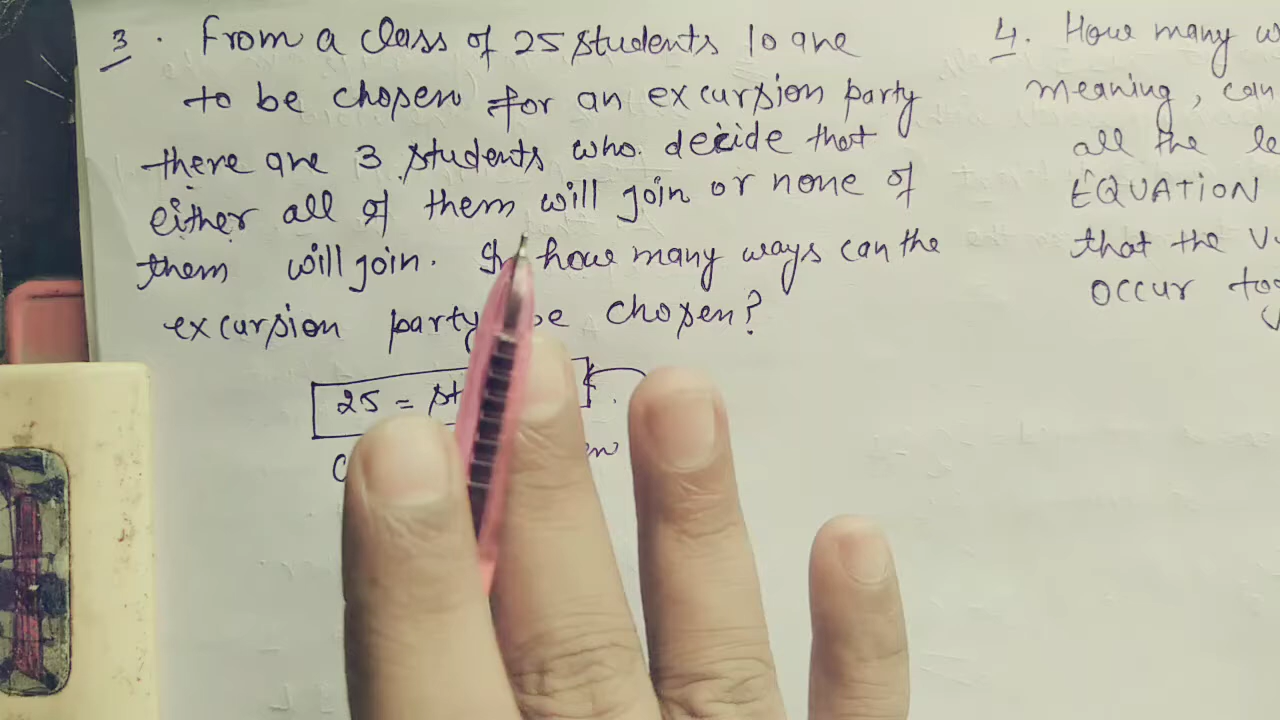 3. From a class of 25 students 10 are
to be chosen for an excursion party
there are 3 students who decide that
either all of them will join or none of
them will join. In how many ways can the
excursion party be chosen?
25 =
4. How many
meaning, can
all the
EQUATION
that the
occur